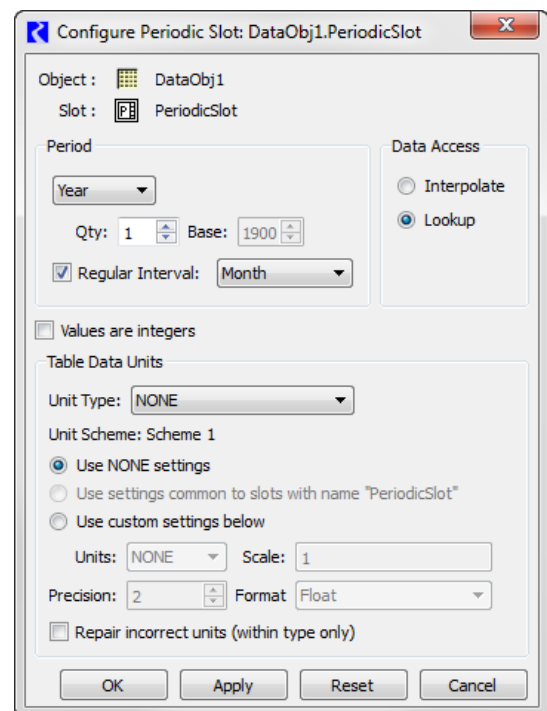 Configure Periodic Slot: DataObj1.PeriodicSlot
Object : DataObj1
Slot : P PeriodicSlot
Period
Year
Qty: 1 Base: 1900
Regular Interval: Month
Data Access
Interpolate
Lookup
Values are integers
Table Data Units
Unit Type: NONE
Unit Scheme: Scheme 1
Use NONE settings
Use settings common to slots with name "PeriodicSlot"
Use custom settings below
Units: NONE Scale: 1
Precision: 2 Format Float
Repair incorrect units (within type only)
OK Apply Reset Cancel